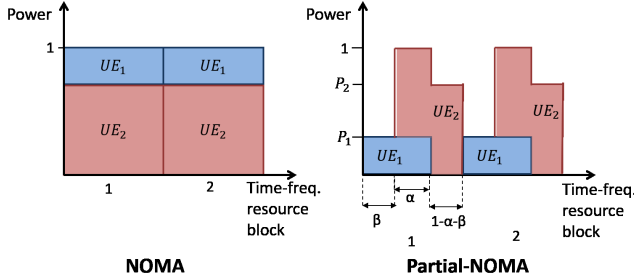 Power
1
UE₁
UE₁
UE₂
UE₂
1
2
Time-freq.
resource
block
NOMA
Power
1
P₂
P₁
UE₂
UE₂
UE₁
UE₁
α
β
1-α-β
1
2
Time-freq.
resource
block
Partial-NOMA